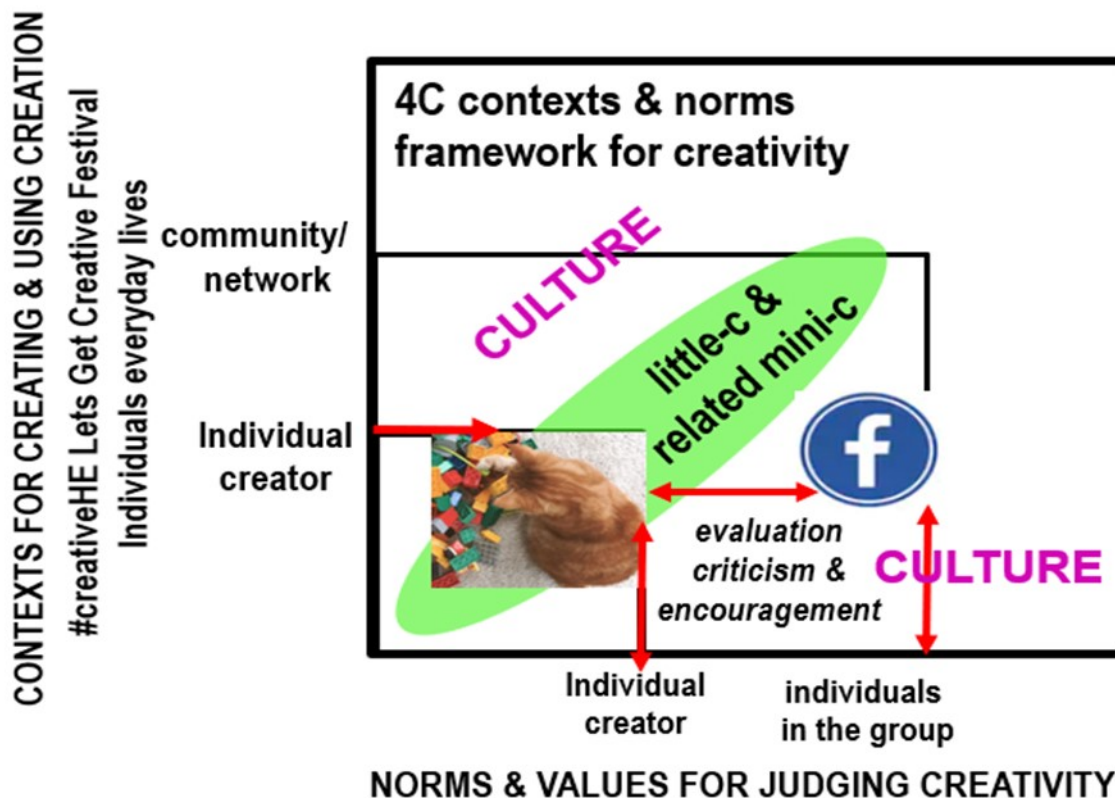 CONTEXTS FOR CREATING & USING CREATION
#creativeHE Lets Get Creative Festival
Individuals everyday lives
4C contexts & norms
framework for creativity
community/
network
CULTURE
little-c &
related mini-c
Individual
creator
f
evaluation
criticism &
encouragement
CULTURE
Individual
creator
individuals
in the group
NORMS & VALUES FOR JUDGING CREATIVITY